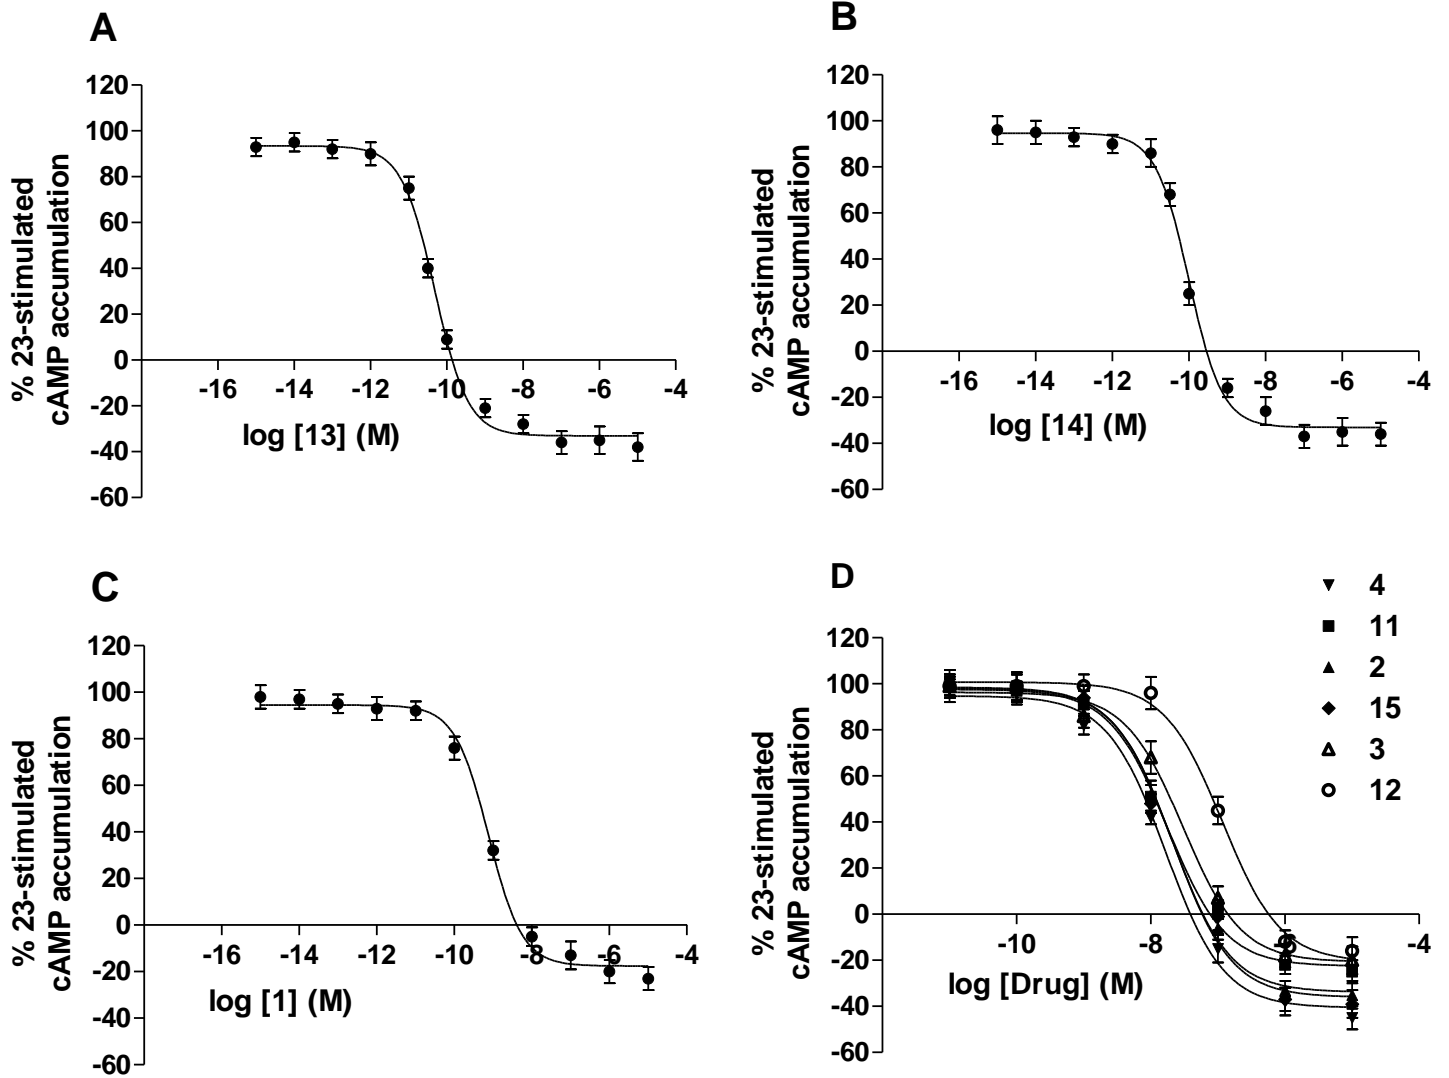 A
120
100
80
60
40
20
0
-20
-40
-60
-16 -14 -12 -10 -8 -6 -4
% 23-stimulated
cAMP accumulation
log [13] (M)
B
120
100
80
60
40
20
0
-20
-40
-60
-16 -14 -12 -10 -8 -6 -4
% 23-stimulated
cAMP accumulation
log [14] (M)
C
120
100
80
60
40
20
0
-20
-40
-60
-16 -14 -12 -10 -8 -6 -4
% 23-stimulated
cAMP accumulation
log [1] (M)
D
120
100
80
60
40
20
0
-20
-40
-60
-10 -8 -6 -4
% 23-stimulated
cAMP accumulation
log [Drug] (M)
4
11
2
15
3
12